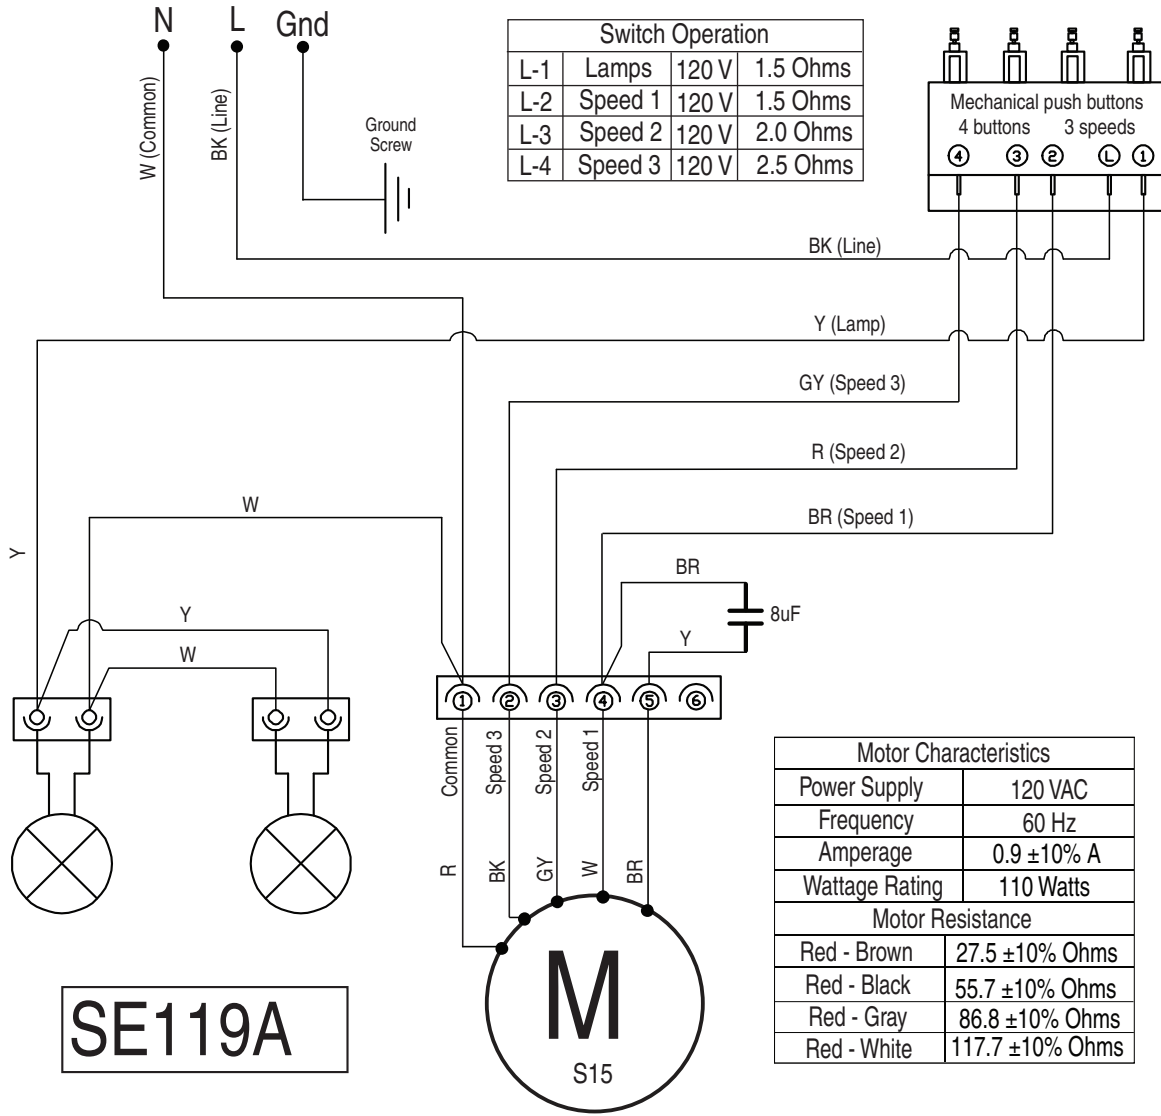 N L Gnd
W (Common)
BK (Line)
Ground
Screw
Switch Operation
L-1 Lamps 120 V 1.5 Ohms
L-2 Speed 1 120 V 1.5 Ohms
L-3 Speed 2 120 V 2.0 Ohms
L-4 Speed 3 120 V 2.5 Ohms
Mechanical push buttons
4 buttons 3 speeds
4 3 2 L 1
BK (Line)
Y (Lamp)
GY (Speed 3)
R (Speed 2)
BR (Speed 1)
W
Y
Y
W
BR
8uF
Y
1 2 3 4 5 6
Common
Speed 3
Speed 2
Speed 1
R
BK
GY
W
BR
M
S15
SE119A
Motor Characteristics
Power Supply 120 VAC
Frequency 60 Hz
Amperage 0.9 ±10% A
Wattage Rating 110 Watts
Motor Resistance
Red - Brown 27.5 ±10% Ohms
Red - Black 55.7 ±10% Ohms
Red - Gray 86.8 ±10% Ohms
Red - White 117.7 ±10% Ohms